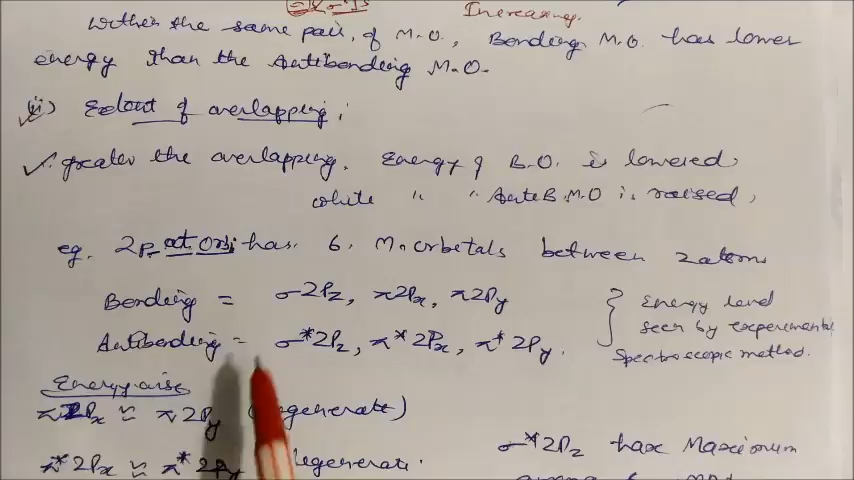 Increasing.
Within the same pair, of M.O., Bonding M.O. has lower
energy than the Antibonding M.O.
(ii) Extent of overlapping;
✓ greater the overlapping. Energy of B.O. is lowered,
while " " Anti B.M.O is raised,
eg. 2p at. Orbi has 6 M. orbitals between 2 atoms
Bonding = σ2Pz, π2Px, π2Py
Antibonding = σ*2Pz, π*2Px, π*2Py.
} Energy level
seen by experimental
Spectroscopic method.
Energy wise
π2Px ≈ π2Py (degenerate)
π*2Px ≈ π*2Py degenerate.
σ*2Pz has Maximum